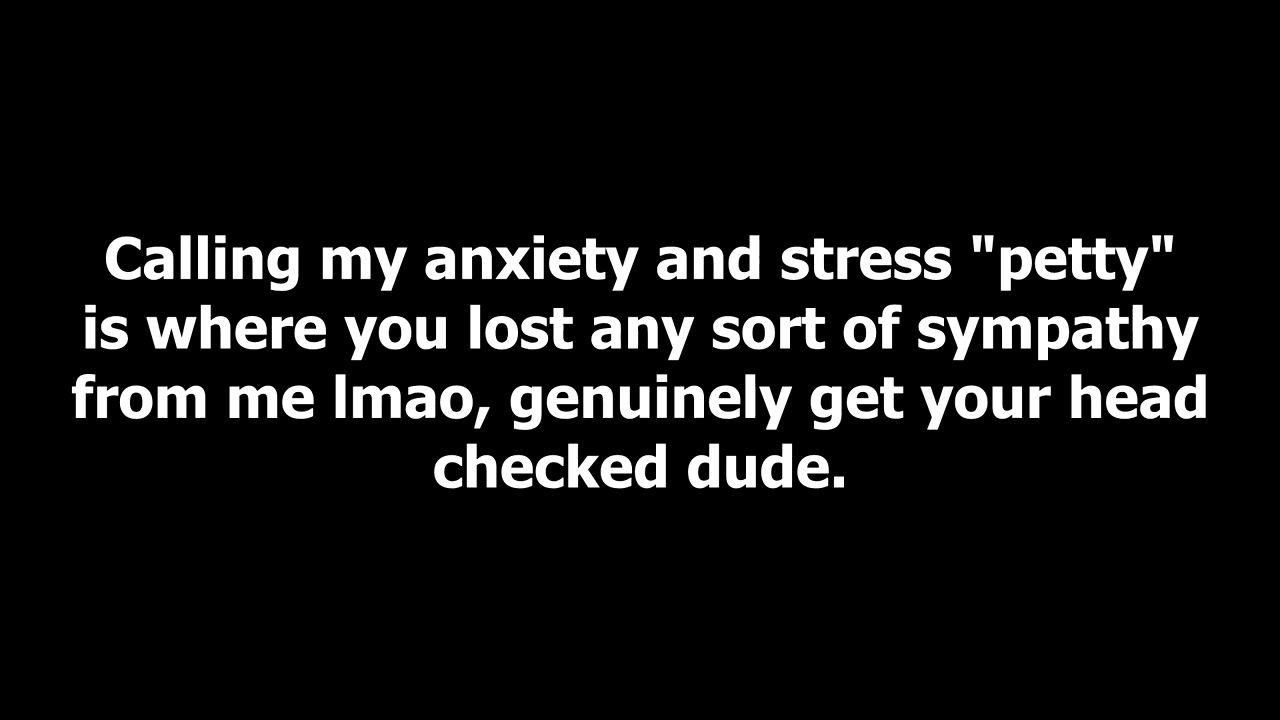 Calling my anxiety and stress "petty"
is where you lost any sort of sympathy
from me lmao, genuinely get your head
checked dude.